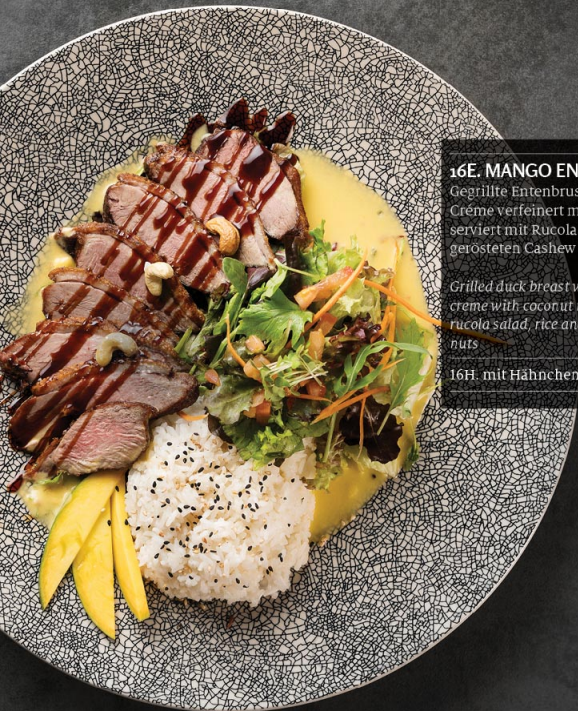 16E. MANGO EN
Gegrillte Entenbrus
Créme verfeinert m
serviert mit Rucola
gerösteten Cashew
Grilled duck breast w
creme with coconut
rucola salad, rice an
nuts
16H. mit Hähnchen